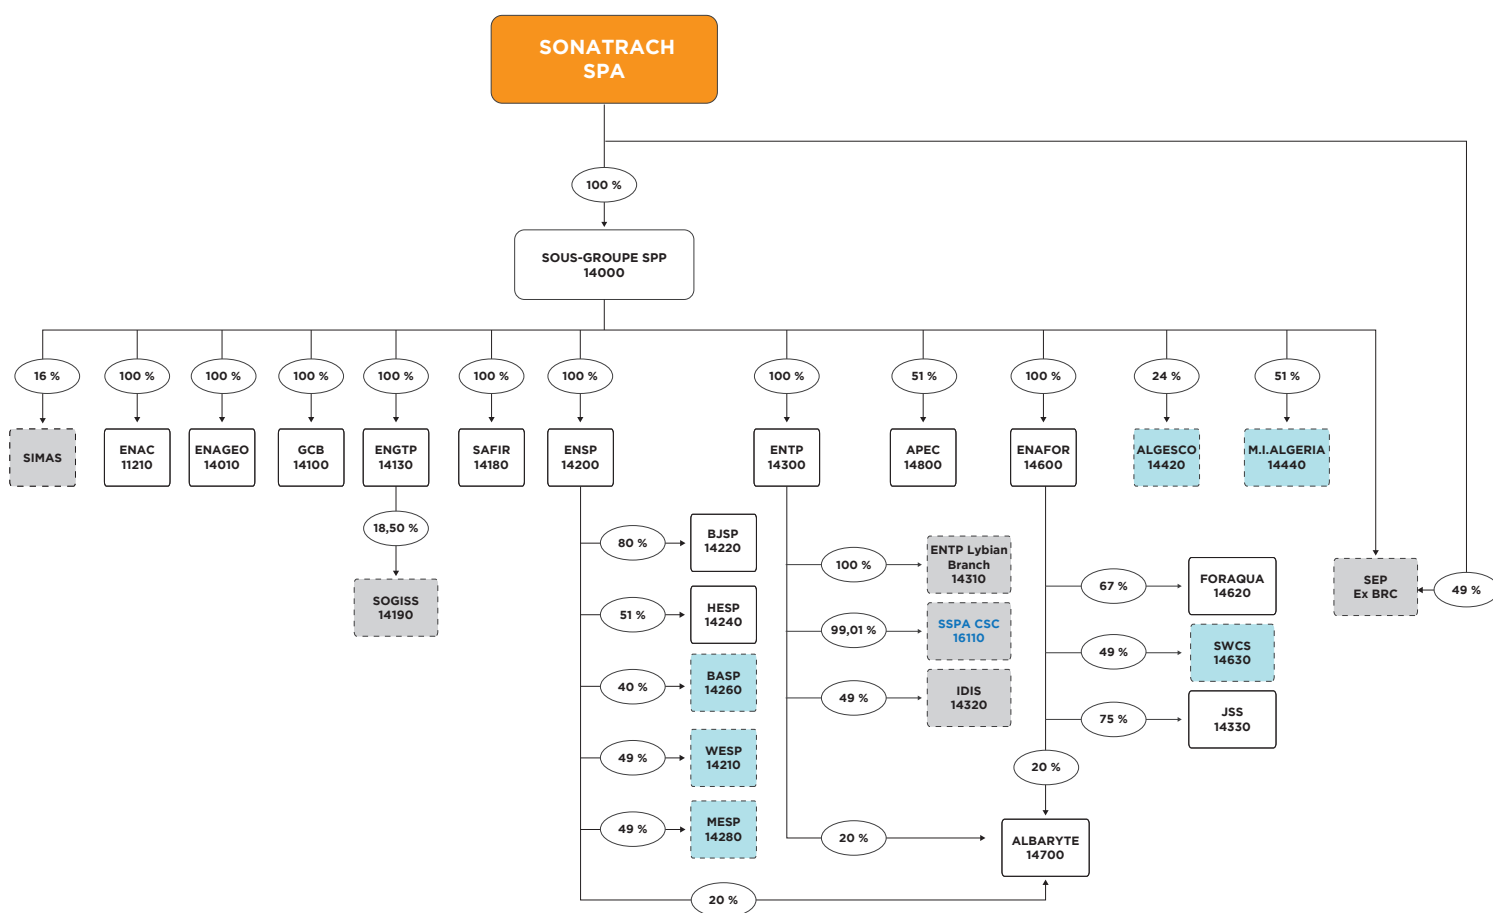 SONATRACH
SPA
100 %
SOUS-GROUPE SPP
14000
16 %
100 %
100 %
100 %
100 %
100 %
100 %
100 %
51 %
100 %
24 %
51 %
SIMAS
ENAC
11210
ENAGEO
14010
GCB
14100
ENGTP
14130
SAFIR
14180
ENSP
14200
ENTP
14300
APEC
14800
ENAFOR
14600
ALGESCO
14420
M.I.ALGERIA
14440
18,50 %
SOGISS
14190
80 %
BJSP
14220
51 %
HESP
14240
40 %
BASP
14260
49 %
WESP
14210
49 %
MESP
14280
20 %
100 %
ENTP Lybian
Branch
14310
99,01 %
SSPA CSC
16110
49 %
IDIS
14320
20 %
67 %
FORAQUA
14620
49 %
SWCS
14630
75 %
JSS
14330
20 %
ALBARYTE
14700
SEP
Ex BRC
49 %